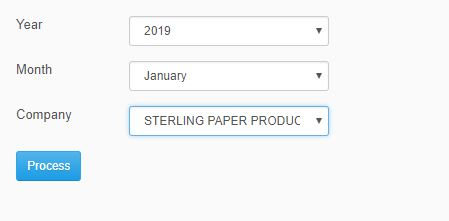 Year 2019
Month January
Company STERLING PAPER PRODUC
Process